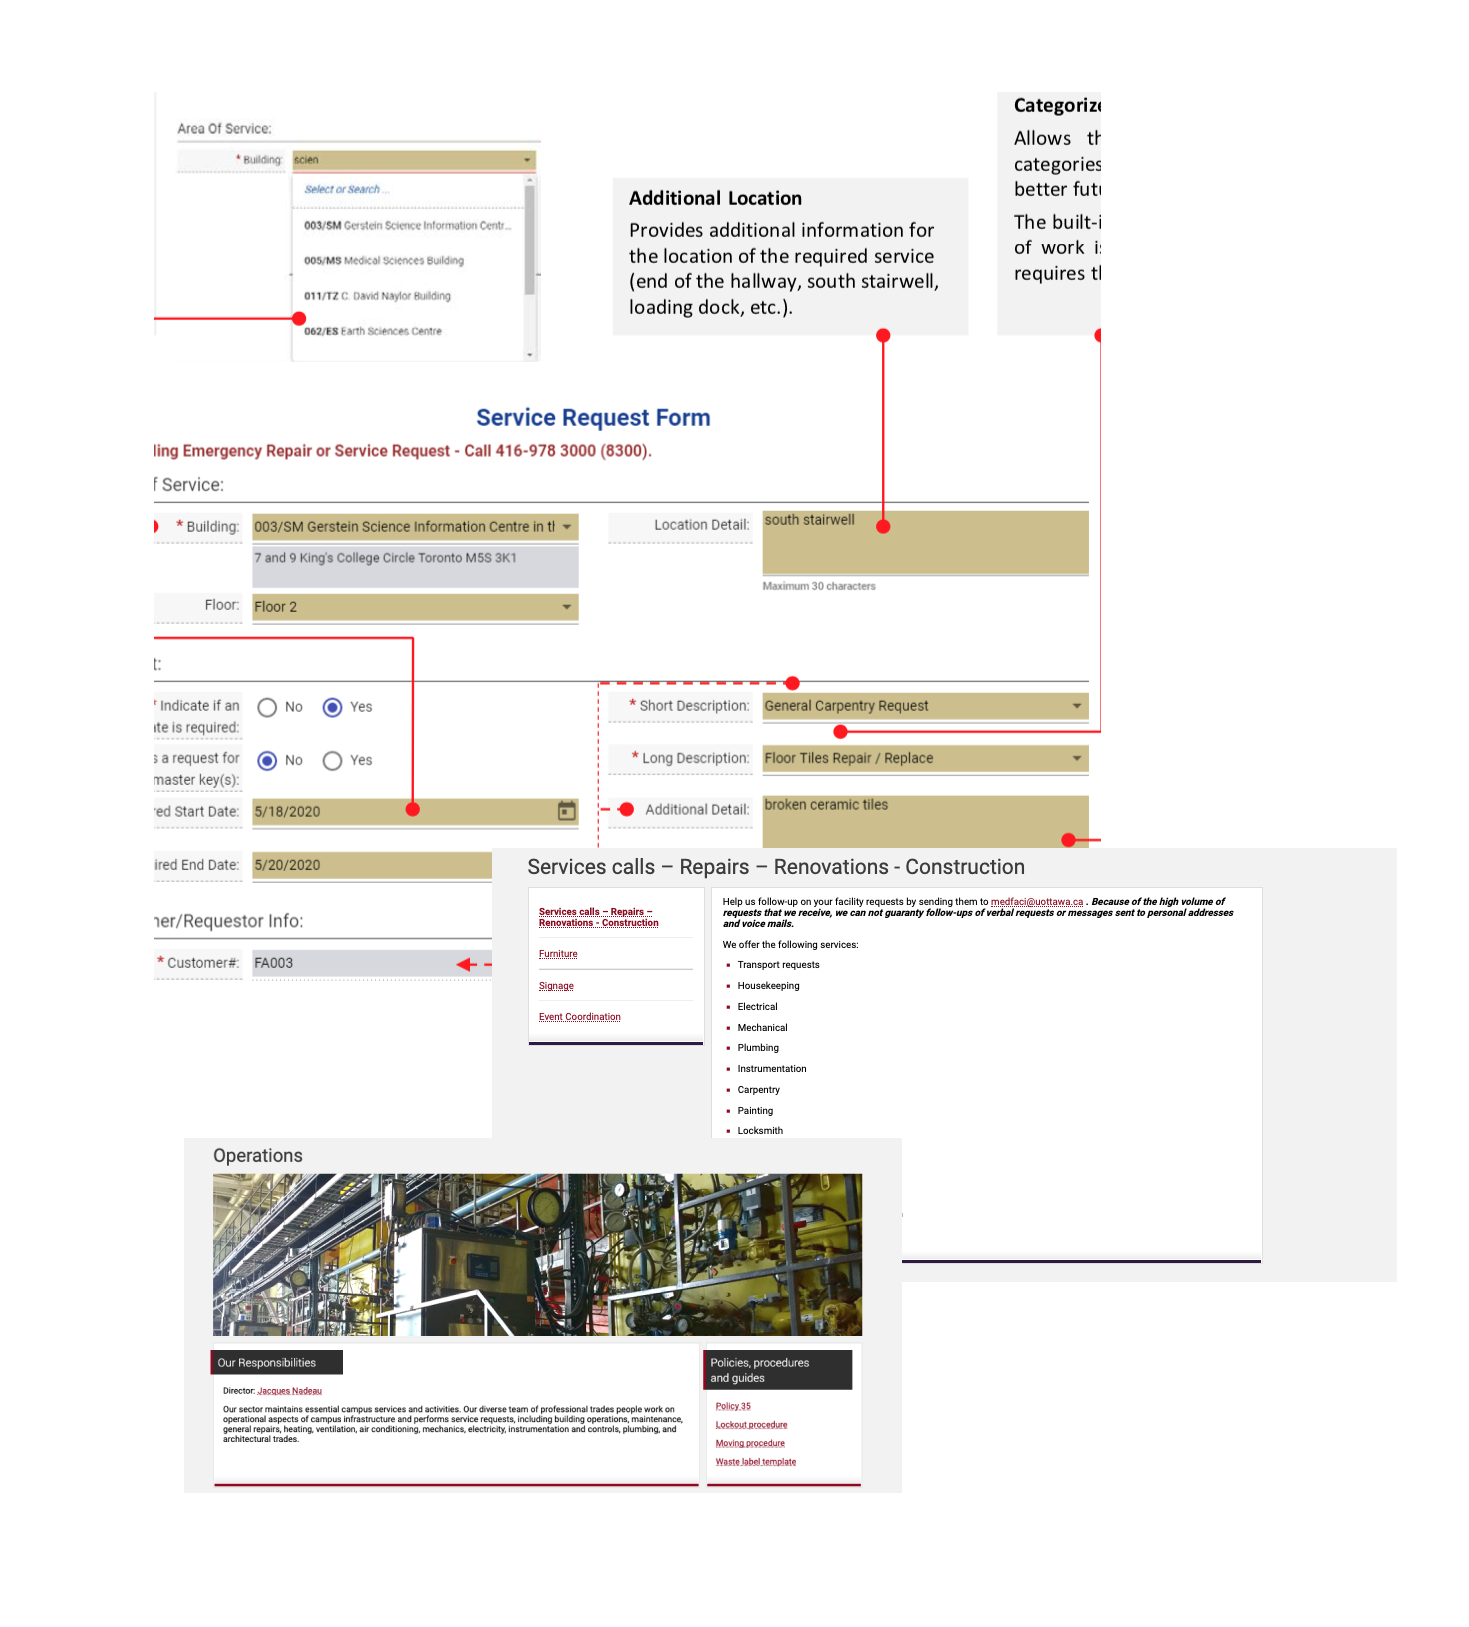 Area Of Service:
* Building:
scien
Select or Search ...
003/SM Gerstein Science Information Centr...
005/MS Medical Sciences Building
011/TZ C. David Naylor Building
062/ES Earth Sciences Centre
Additional Location
Provides additional information for
the location of the required service
(end of the hallway, south stairwell,
loading dock, etc.).
Categorize
Allows th
categories
better futu
The built-i
of work is
requires th
Service Request Form
ling Emergency Repair or Service Request - Call 416-978 3000 (8300).
f Service:
* Building:
003/SM Gerstein Science Information Centre in th
7 and 9 King's College Circle Toronto M5S 3K1
Floor:
Floor 2
Location Detail:
south stairwell
Maximum 30 characters
t:
* Indicate if an
ate is required:
No
Yes
s a request for
master key(s):
No
Yes
red Start Date:
5/18/2020
ired End Date:
5/20/2020
* Short Description:
General Carpentry Request
* Long Description:
Floor Tiles Repair / Replace
Additional Detail:
broken ceramic tiles
ner/Requestor Info:
* Customer#:
FA003
Services calls – Repairs – Renovations - Construction
Services calls – Repairs –
Renovations - Construction
Furniture
Signage
Event Coordination
Help us follow-up on your facility requests by sending them to medfaci@uottawa.ca . Because of the high volume of
requests that we receive, we can not guaranty follow-ups of verbal requests or messages sent to personal addresses
and voice mails.
We offer the following services:
Transport requests
Housekeeping
Electrical
Mechanical
Plumbing
Instrumentation
Carpentry
Painting
Locksmith
Operations
Our Responsibilities
Director: Jacques Nadeau
Our sector maintains essential campus services and activities. Our diverse team of professional trades people work on
operational aspects of campus infrastructure and performs service requests, including building operations, maintenance,
general repairs, heating, ventilation, air conditioning, mechanics, electricity, instrumentation and controls, plumbing, and
architectural trades.
Policies, procedures
and guides
Policy 35
Lockout procedure
Moving procedure
Waste label template